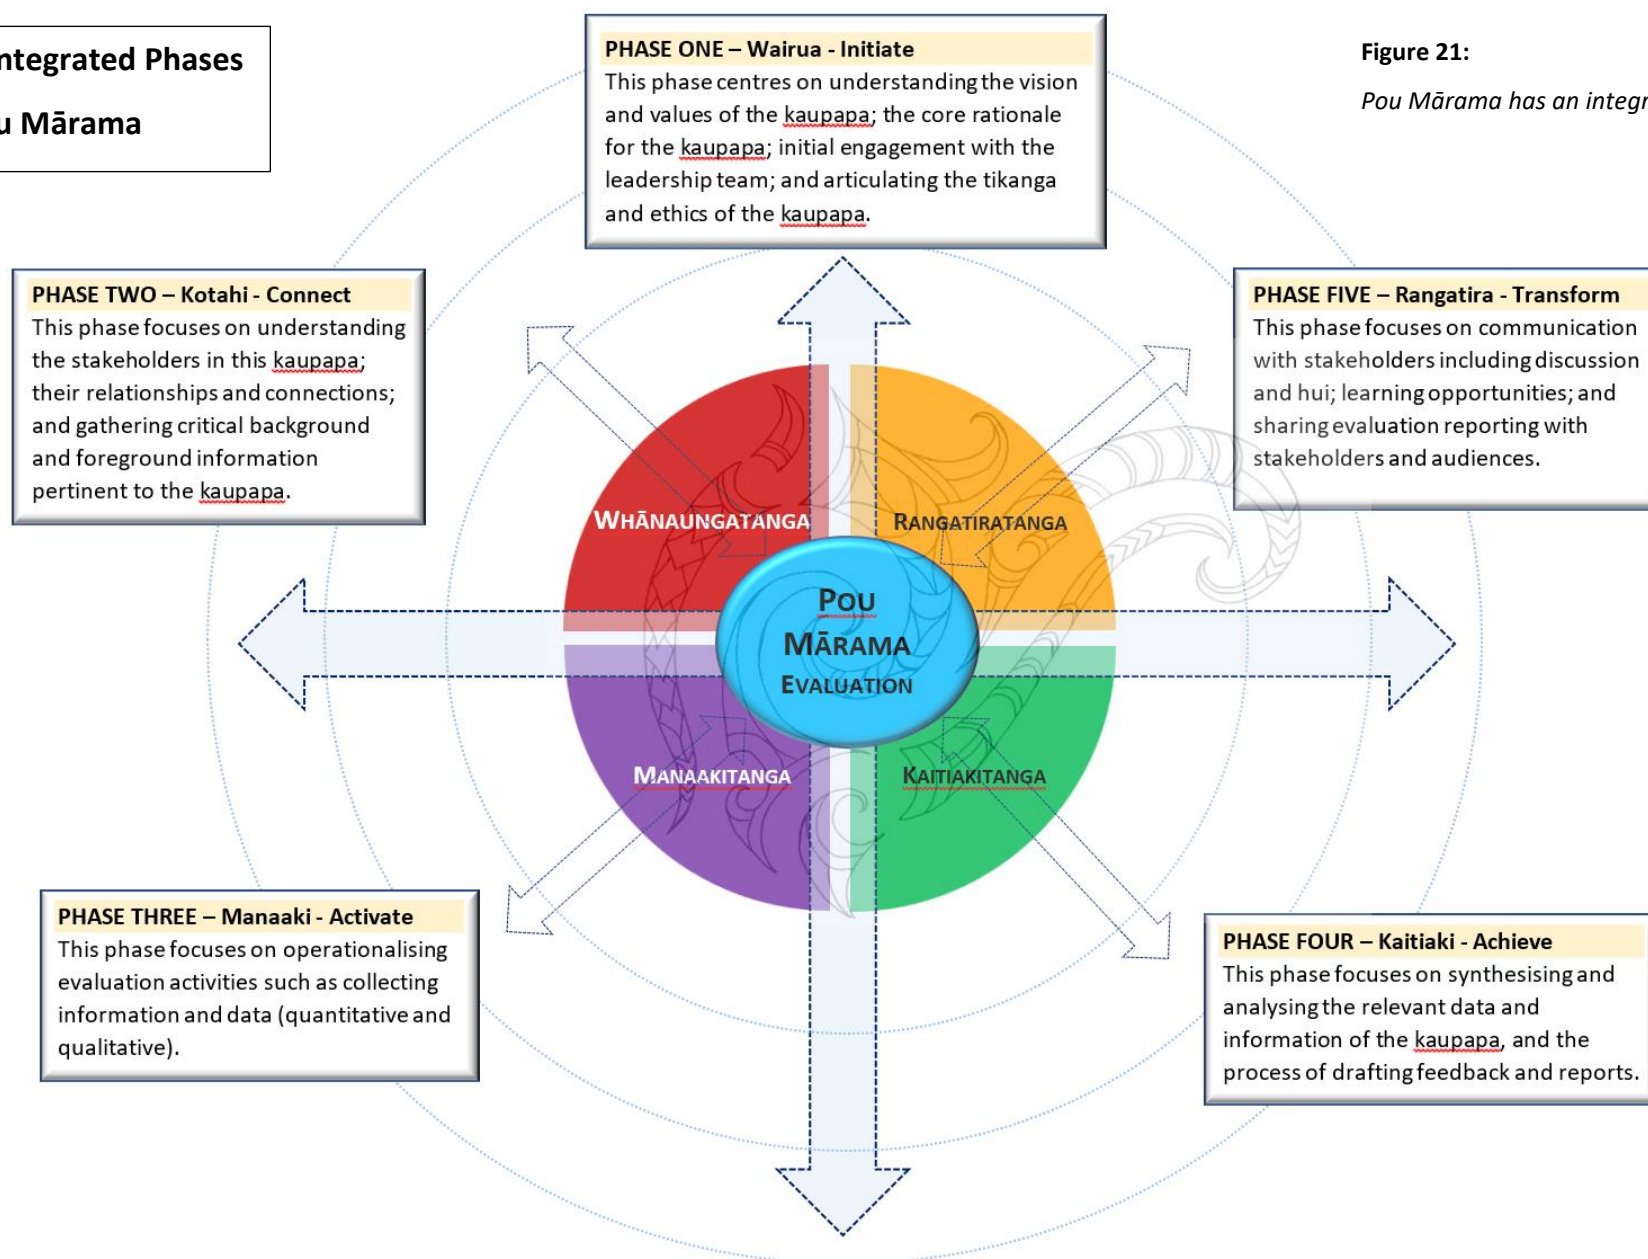 ntegrated Phases
u Mārama
Figure 21:
Pou Mārama has an integr
PHASE ONE – Wairua - Initiate
This phase centres on understanding the vision
and values of the kaupapa; the core rationale
for the kaupapa; initial engagement with the
leadership team; and articulating the tikanga
and ethics of the kaupapa.
PHASE TWO – Kotahi - Connect
This phase focuses on understanding
the stakeholders in this kaupapa;
their relationships and connections;
and gathering critical background
and foreground information
pertinent to the kaupapa.
PHASE FIVE – Rangatira - Transform
This phase focuses on communication
with stakeholders including discussion
and hui; learning opportunities; and
sharing evaluation reporting with
stakeholders and audiences.
WHĀNAUNGATANGA
RANGATIRATANGA
POU
MĀRAMA
EVALUATION
MANAAKITANGA
KAITIAKITANGA
PHASE THREE – Manaaki - Activate
This phase focuses on operationalising
evaluation activities such as collecting
information and data (quantitative and
qualitative).
PHASE FOUR – Kaitiaki - Achieve
This phase focuses on synthesising and
analysing the relevant data and
information of the kaupapa, and the
process of drafting feedback and reports.